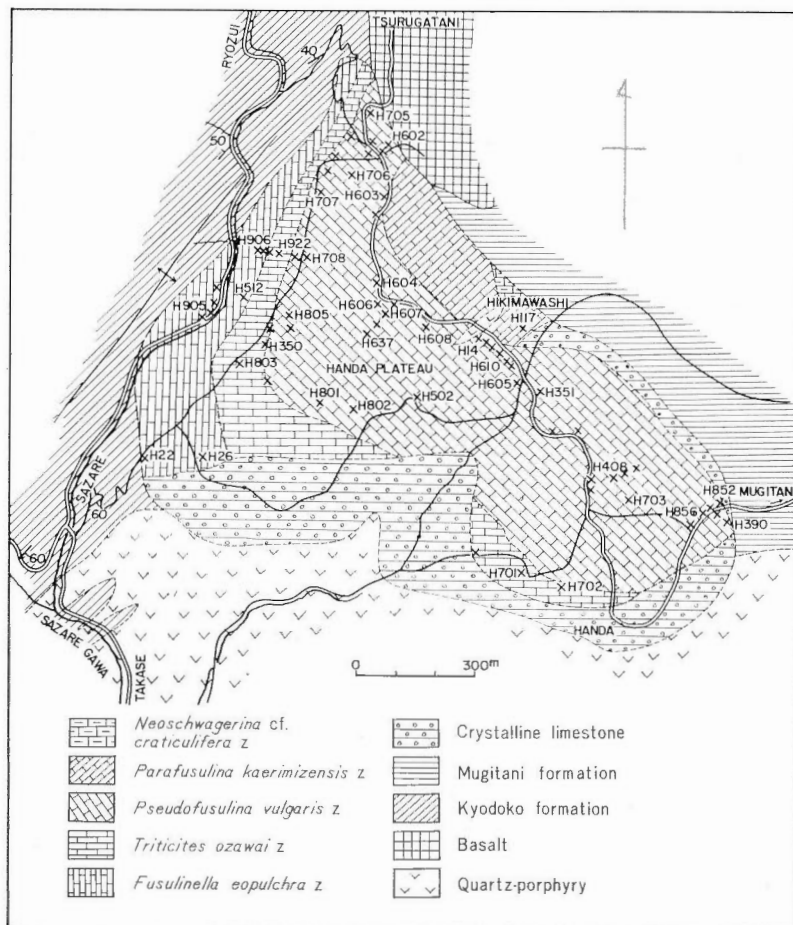 TSURUGATANI
RYOZUI
40
H705
H602
50
H706
H603
H707
H906
H922
H708
H512
H604
HIKIMAWASHI
H117
H905
H606
H607
H805
H608
H14
H637
H350
H610
HANDA PLATEAU
H803
H605
H351
H801
H802
H502
H22
H26
H408
H852
MUGITANI
H703
H856
H390
SAZARE
60
60
H701
H702
SAZARE GAWA
TAKASE
HANDA
0 300m
Neoschwagerina cf. craticulifera z
Parafusulina kaerimizensis z
Pseudofusulina vulgaris z
Triticites ozawai z
Fusulinella eopulchra z
Crystalline limestone
Mugitani formation
Kyodoko formation
Basalt
Quartz-porphyry